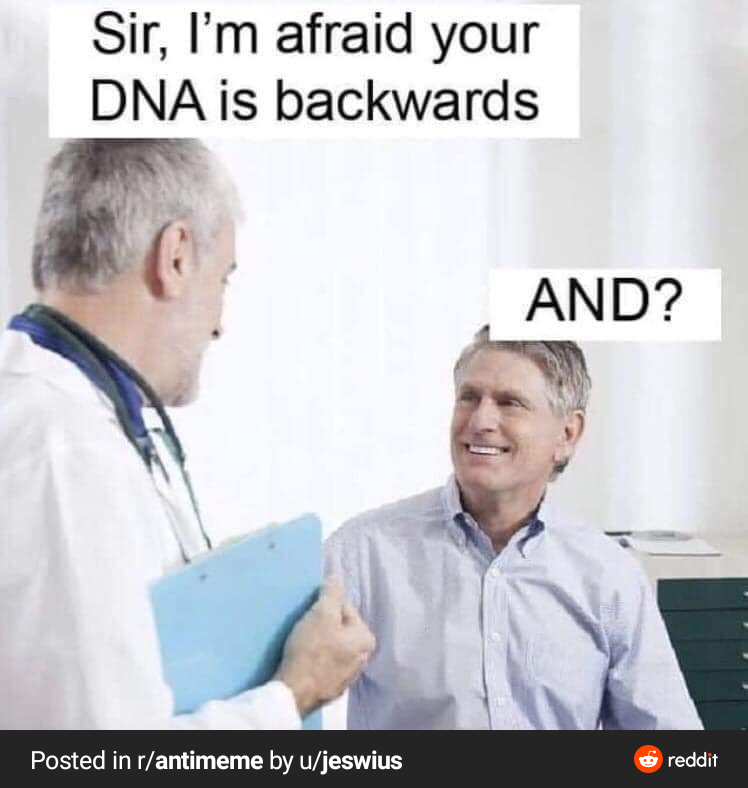 Sir, I'm afraid your
DNA is backwards
AND?
Posted in r/antimeme by u/jeswius
reddit